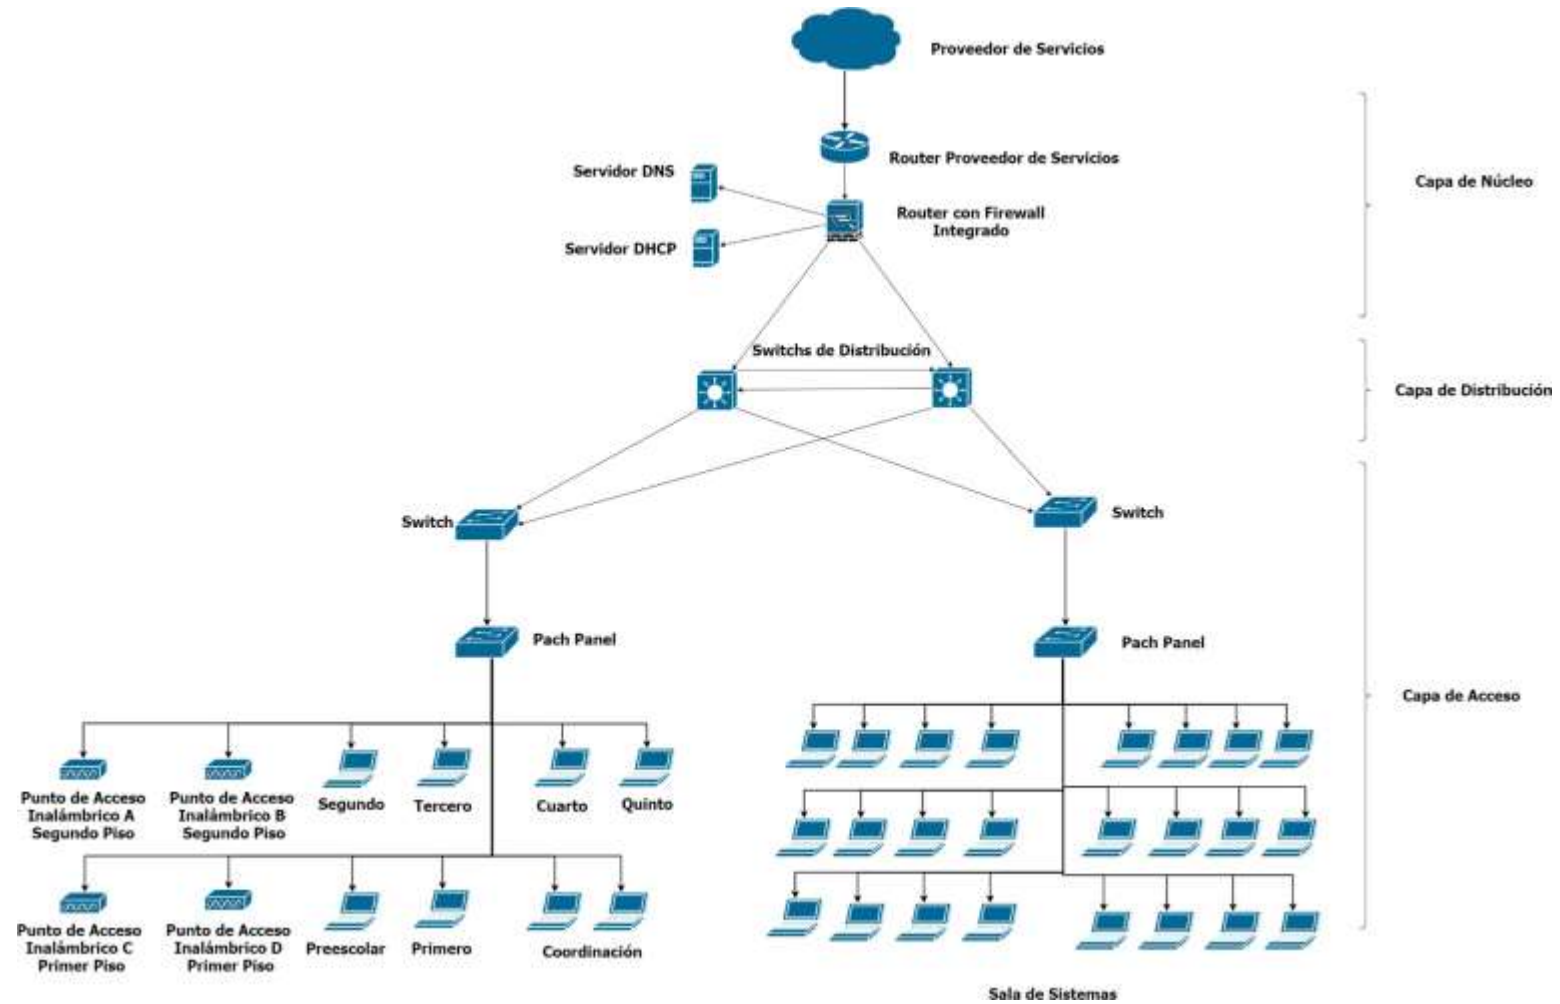 Proveedor de Servicios
Router Proveedor de Servicios
Servidor DNS
Capa de Núcleo
Router con Firewall
Integrado
Servidor DHCP
Switchs de Distribución
Capa de Distribución
Switch
Switch
Pach Panel
Pach Panel
Capa de Acceso
Punto de Acceso
Inalámbrico A
Segundo Piso
Punto de Acceso
Inalámbrico B
Segundo Piso
Segundo
Tercero
Cuarto
Quinto
Punto de Acceso
Inalámbrico C
Primer Piso
Punto de Acceso
Inalámbrico D
Primer Piso
Preescolar
Primero
Coordinación
Sala de Sistemas